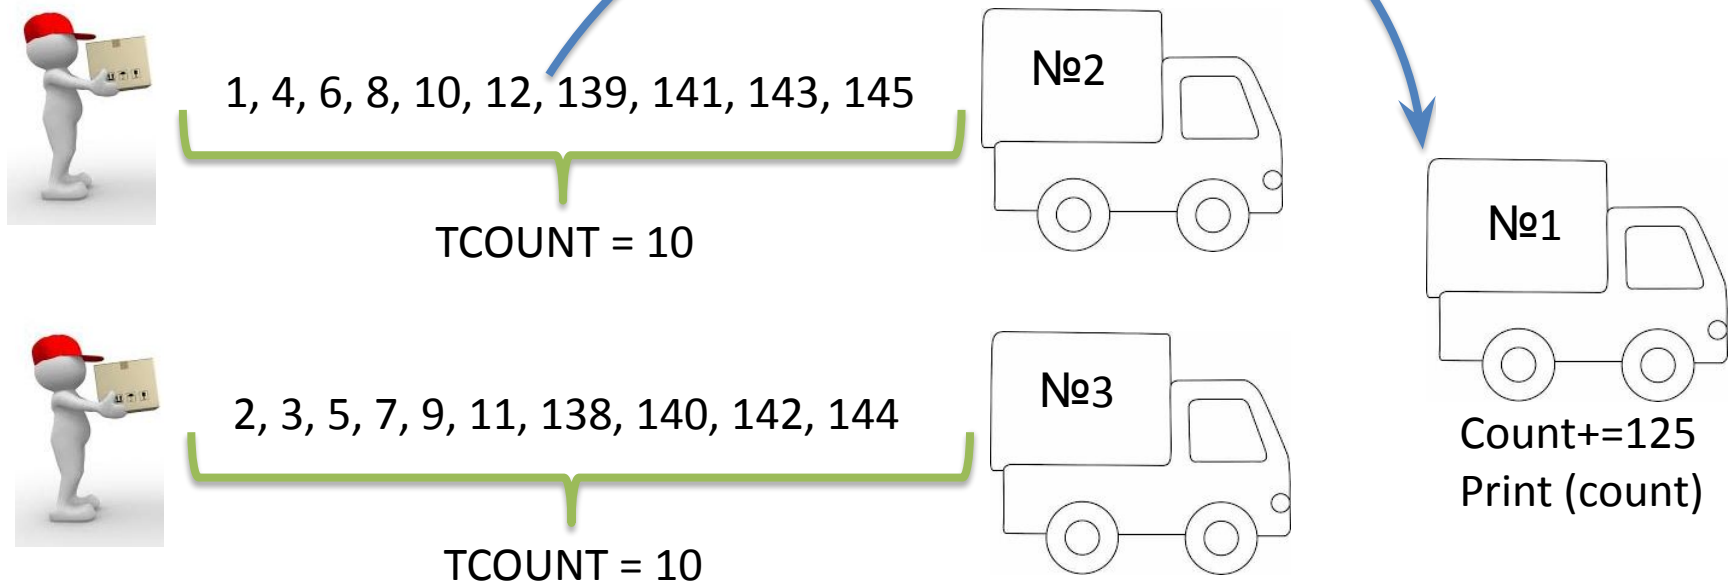 1, 4, 6, 8, 10, 12, 139, 141, 143, 145
№2
TCOUNT = 10
№1
2, 3, 5, 7, 9, 11, 138, 140, 142, 144
№3
Count+=125
Print (count)
TCOUNT = 10